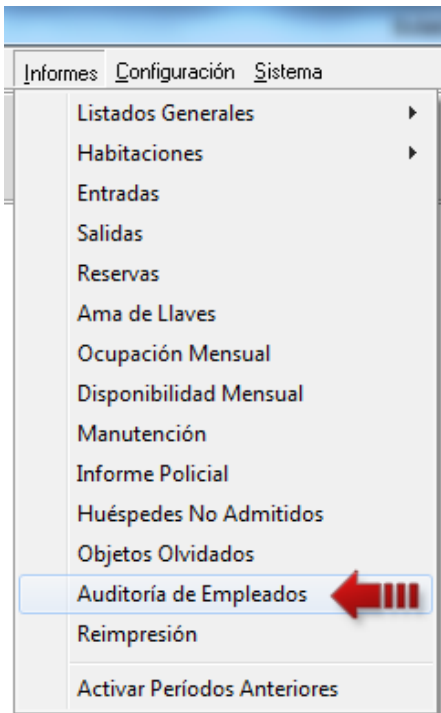 Informes Configuración Sistema
Listados Generales
Habitaciones
Entradas
Salidas
Reservas
Ama de Llaves
Ocupación Mensual
Disponibilidad Mensual
Manutención
Informe Policial
Huéspedes No Admitidos
Objetos Olvidados
Auditoría de Empleados
Reimpresión
Activar Períodos Anteriores